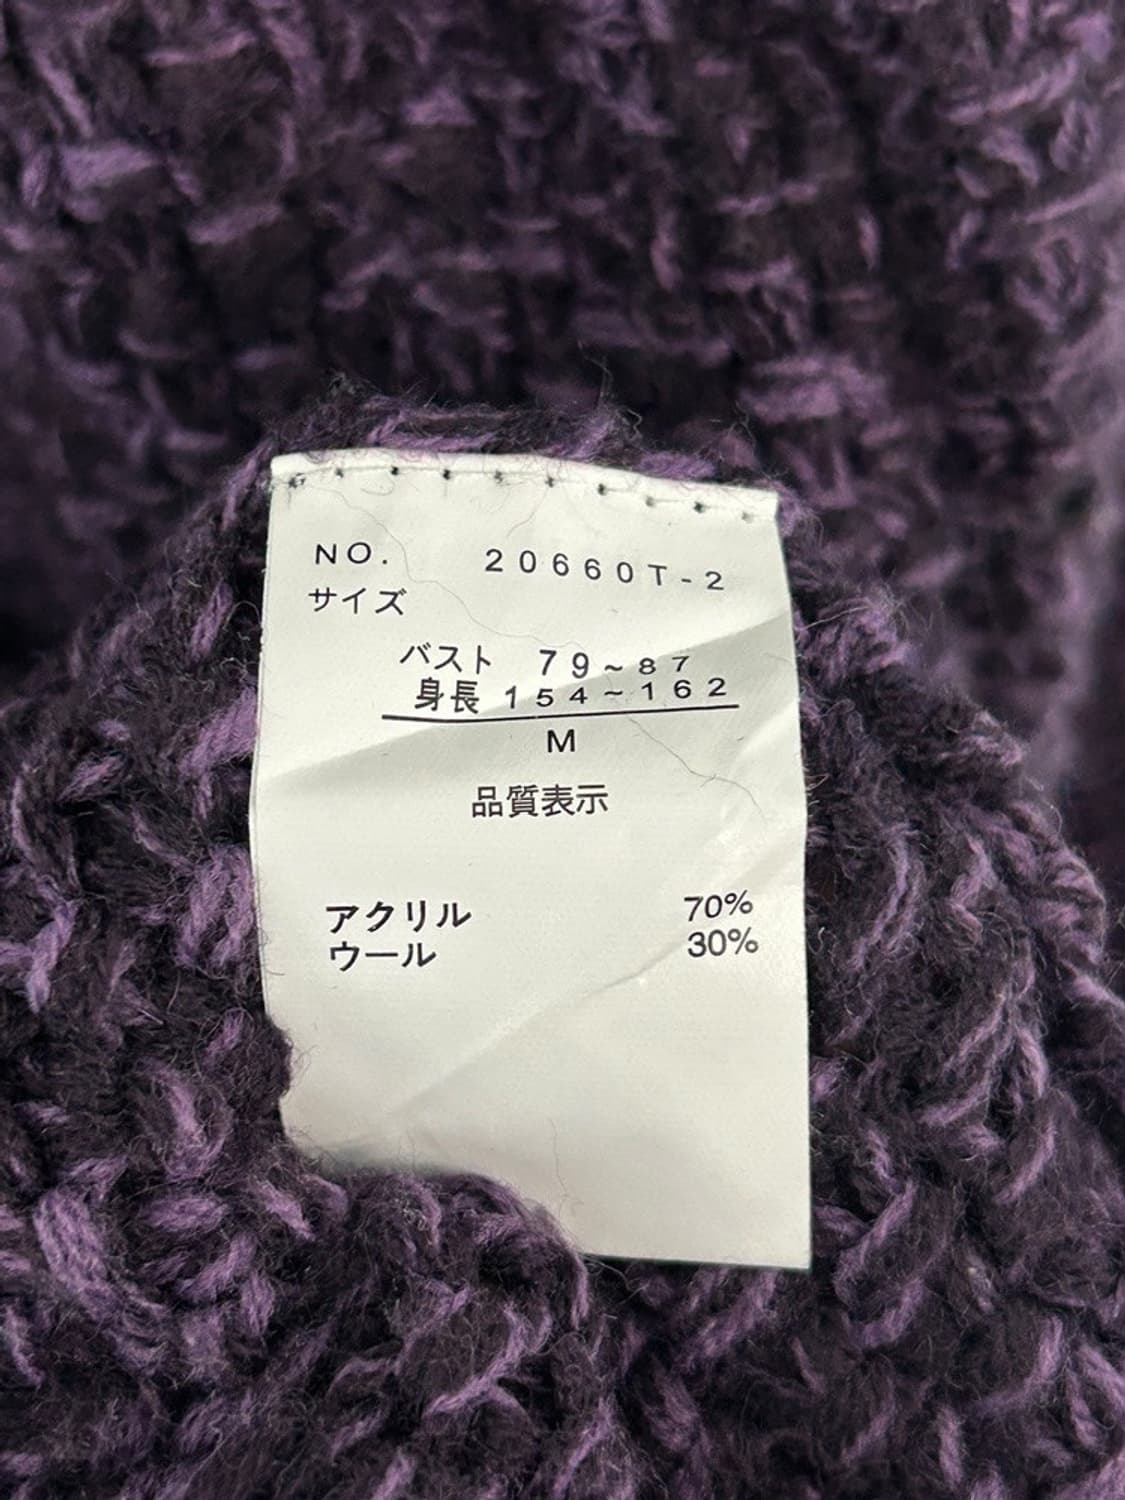 NO. 20660T-2
サイズ
バスト 79~87
身長 154~162
M
品質表示
アクリル 70%
ウール 30%